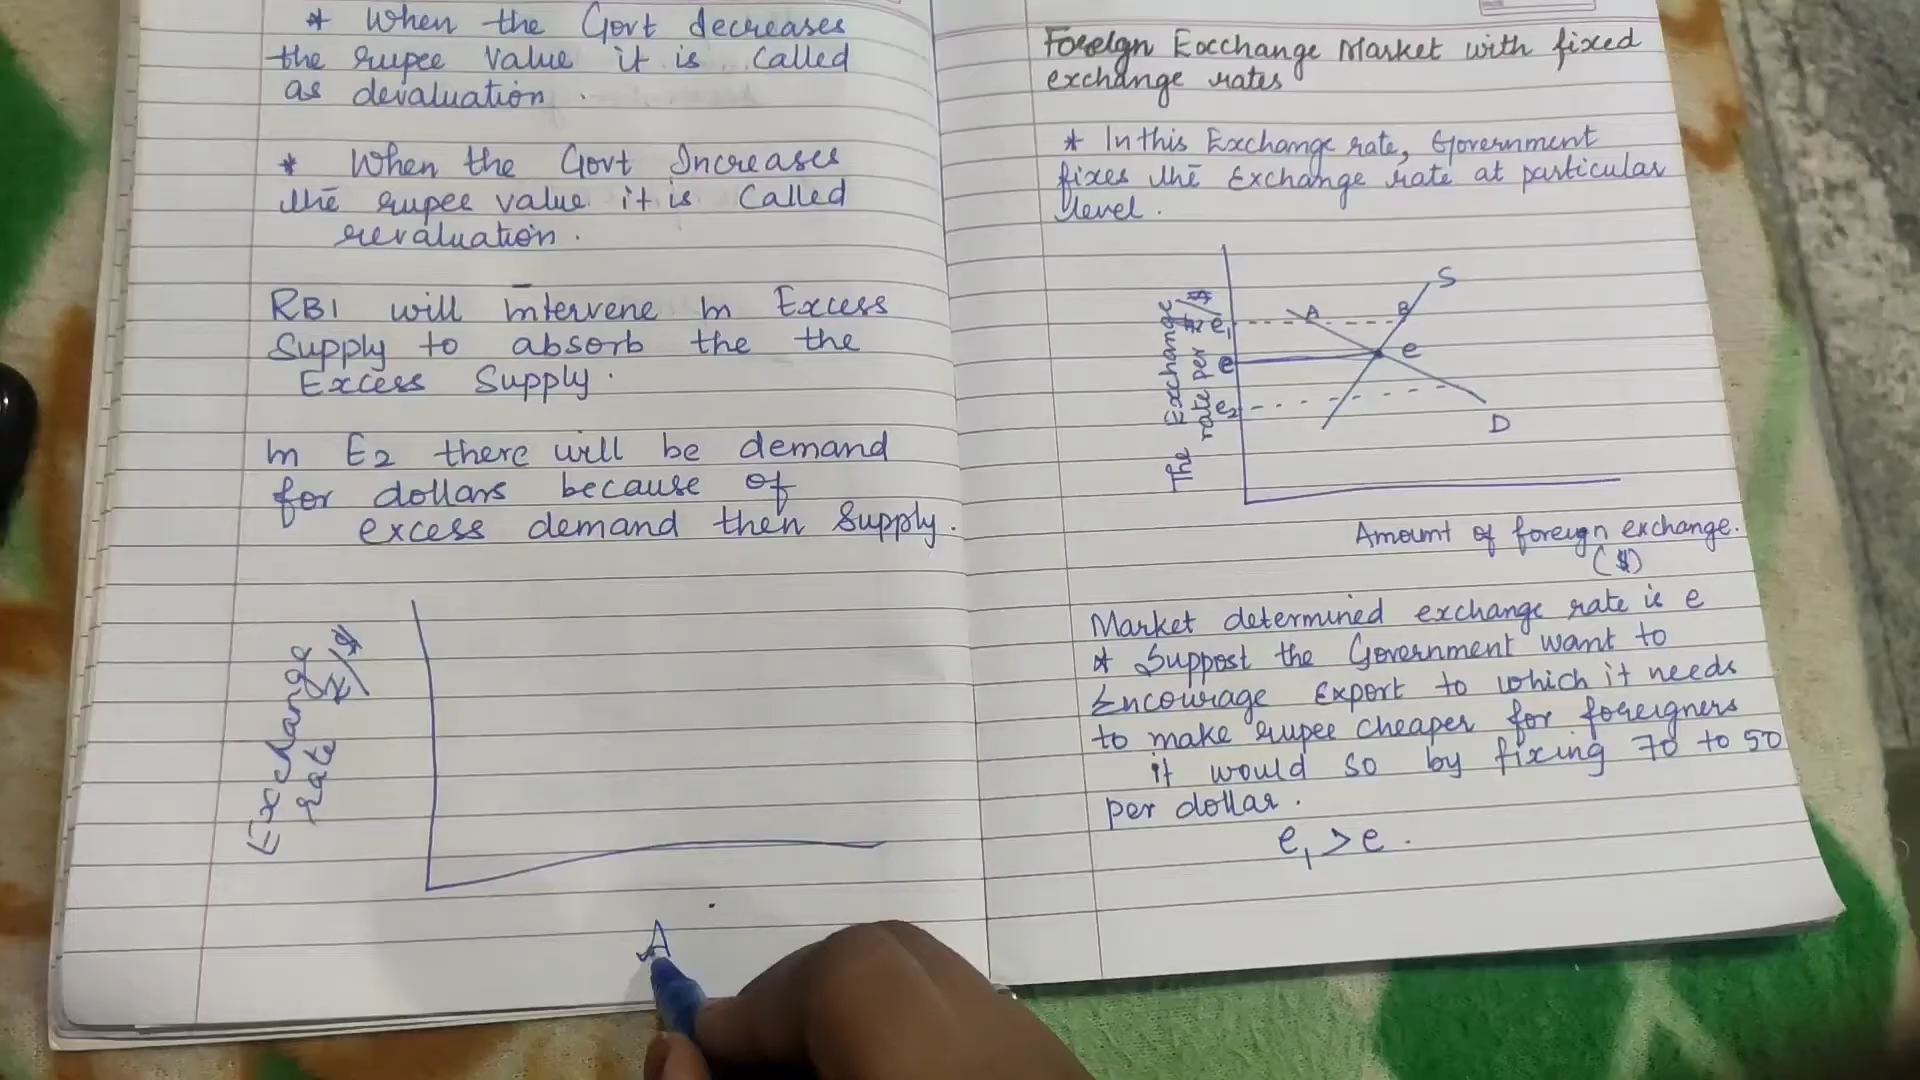 * When the Govt decreases
the rupee value it is called
as devaluation.
* When the Govt Increases
the rupee value it is called
revaluation.
RBI will intervene in Excess
Supply to absorb the the
Excess Supply.
In E2 there will be demand
for dollars because of
excess demand then Supply.
Exchange
rate ₹/$
A
Foreign Exchange Market with fixed
exchange rates
* In this Exchange rate, Government
fixes the Exchange rate at particular
level.
The Exchange
rate per
S
A
B
e1
e
e
e2
D
Amount of foreign exchange.
($)
Market determined exchange rate is e
* Suppost the Government want to
Encourage Export to which it needs
to make rupee cheaper for foreigners
it would so by fixing 70 to 50
per dollar.
e1 > e.